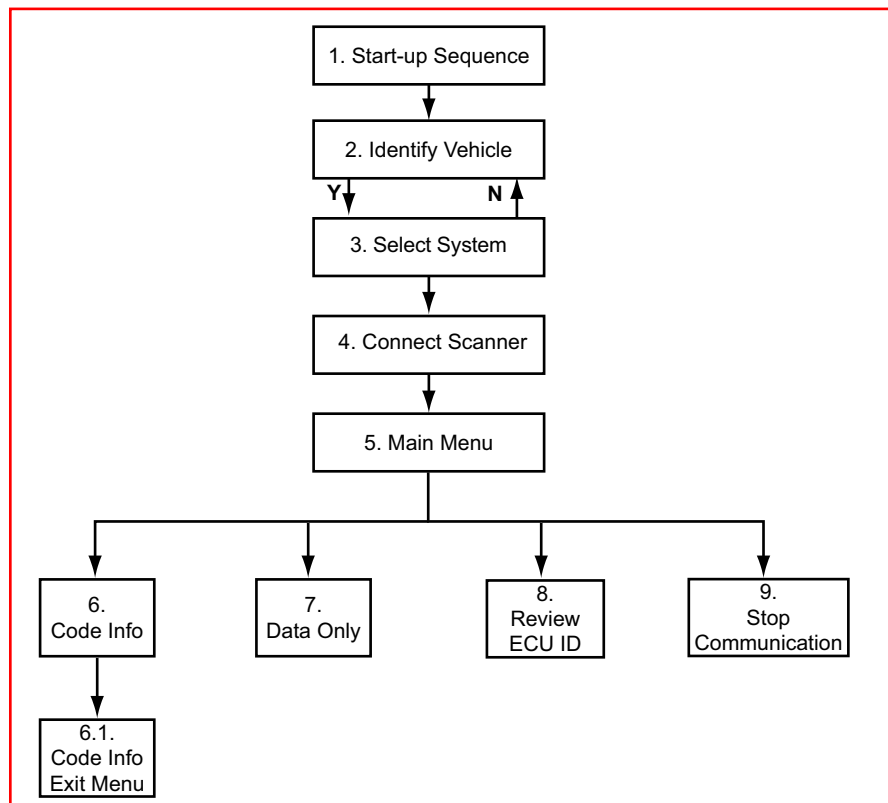 1. Start-up Sequence
2. Identify Vehicle
Y
N
3. Select System
4. Connect Scanner
5. Main Menu
6.
Code Info
7.
Data Only
8.
Review
ECU ID
9.
Stop
Communication
6.1.
Code Info
Exit Menu